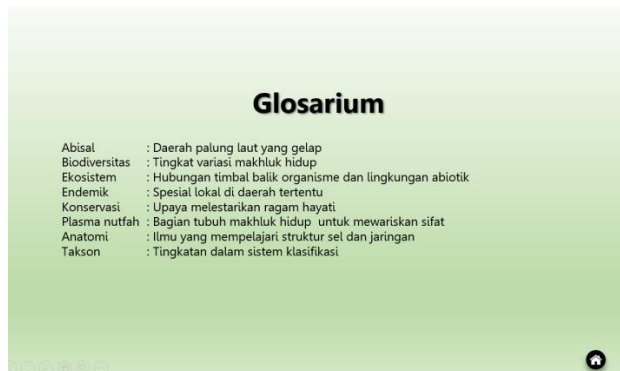 Glosarium
Abisal : Daerah palung laut yang gelap
Biodiversitas : Tingkat variasi makhluk hidup
Ekosistem : Hubungan timbal balik organisme dan lingkungan abiotik
Endemik : Spesial lokal di daerah tertentu
Konservasi : Upaya melestarikan ragam hayati
Plasma nutfah : Bagian tubuh makhluk hidup untuk mewariskan sifat
Anatomi : Ilmu yang mempelajari struktur sel dan jaringan
Takson : Tingkatan dalam sistem klasifikasi